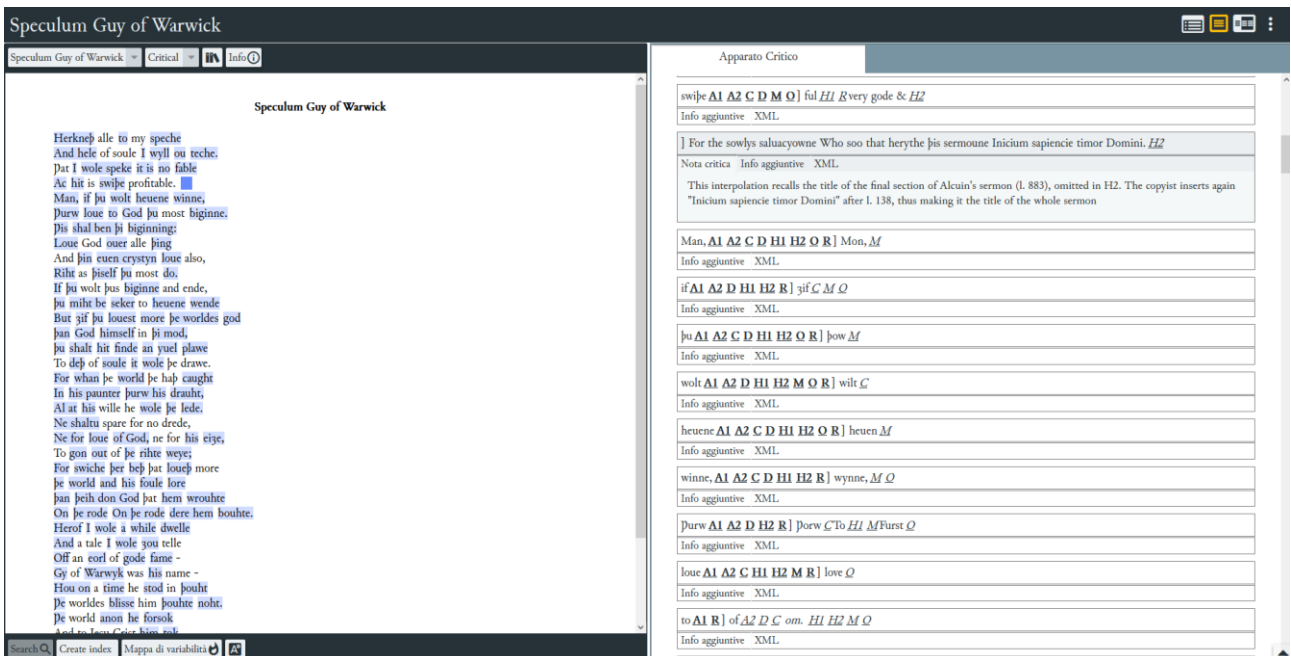 Speculum Guy of Warwick
Speculum Guy of Warwick Critical Info
Speculum Guy of Warwick
Herkneþ alle to my speche
And hele of soule I wyll ou teche.
Þat I wole speke it is no fable
Ac hit is swiþe profitable.
Man, if þu wolt heuene winne,
Þurw loue to God þu most biginne.
Þis shal ben þi biginning:
Loue God ouer alle þing
And þin euen crystyn loue also,
Riht as þiself þu most do.
If þu wolt þus biginne and ende,
þu miht be seker to heuene wende
But ȝif þu louest more þe worldes god
þan God himself in þi mod,
þu shalt hit finde an yuel plawe
To deþ of soule it wole þe drawe.
For whan þe world þe haþ caught
In his paunter þurw his drauht,
Al at his wille he wole þe lede.
Ne shaltu spare for no drede,
Ne for loue of God, ne for his eiȝe,
To gon out of þe rihte weye;
For swiche þer beþ þat loueþ more
þe world and his foule lore
þan þeih don God þat hem wrouhte
On þe rode On þe rode dere hem bouhte.
Herof I wole a while dwelle
And a tale I wole ȝou telle
Off an eorl of gode fame -
Gy of Warwyk was his name -
Hou on a time he stod in þouht
Þe worldes blisse him þouhte noht.
Þe world anon he forsok
And to Jesu Crist him tok
Search Create index Mappa di variabilità
Apparato Critico
swiþe A1 A2 C D M O] ful H1 R very gode & H2
Info aggiuntive XML
] For the sowlys saluacyowne Who soo that herythe þis sermoune Inicium sapiencie timor Domini. H2
Nota critica Info aggiuntive XML
This interpolation recalls the title of the final section of Alcuin's sermon (l. 883), omitted in H2. The copyist inserts again
"Inicium sapiencie timor Domini" after l. 138, thus making it the title of the whole sermon
Man, A1 A2 C D H1 H2 O R] Mon, M
Info aggiuntive XML
if A1 A2 D H1 H2 R] ȝif C M O
Info aggiuntive XML
þu A1 A2 C D H1 H2 O R] þow M
Info aggiuntive XML
wolt A1 A2 D H1 H2 M O R] wilt C
Info aggiuntive XML
heuene A1 A2 C D H1 H2 O R] heuen M
Info aggiuntive XML
winne, A1 A2 C D H1 H2 R] wynne, M O
Info aggiuntive XML
Þurw A1 A2 D H2 R] Þorw C To H1 M Furst O
Info aggiuntive XML
loue A1 A2 C H1 H2 M R] love O
Info aggiuntive XML
to A1 R] of A2 D C om. H1 H2 M O
Info aggiuntive XML